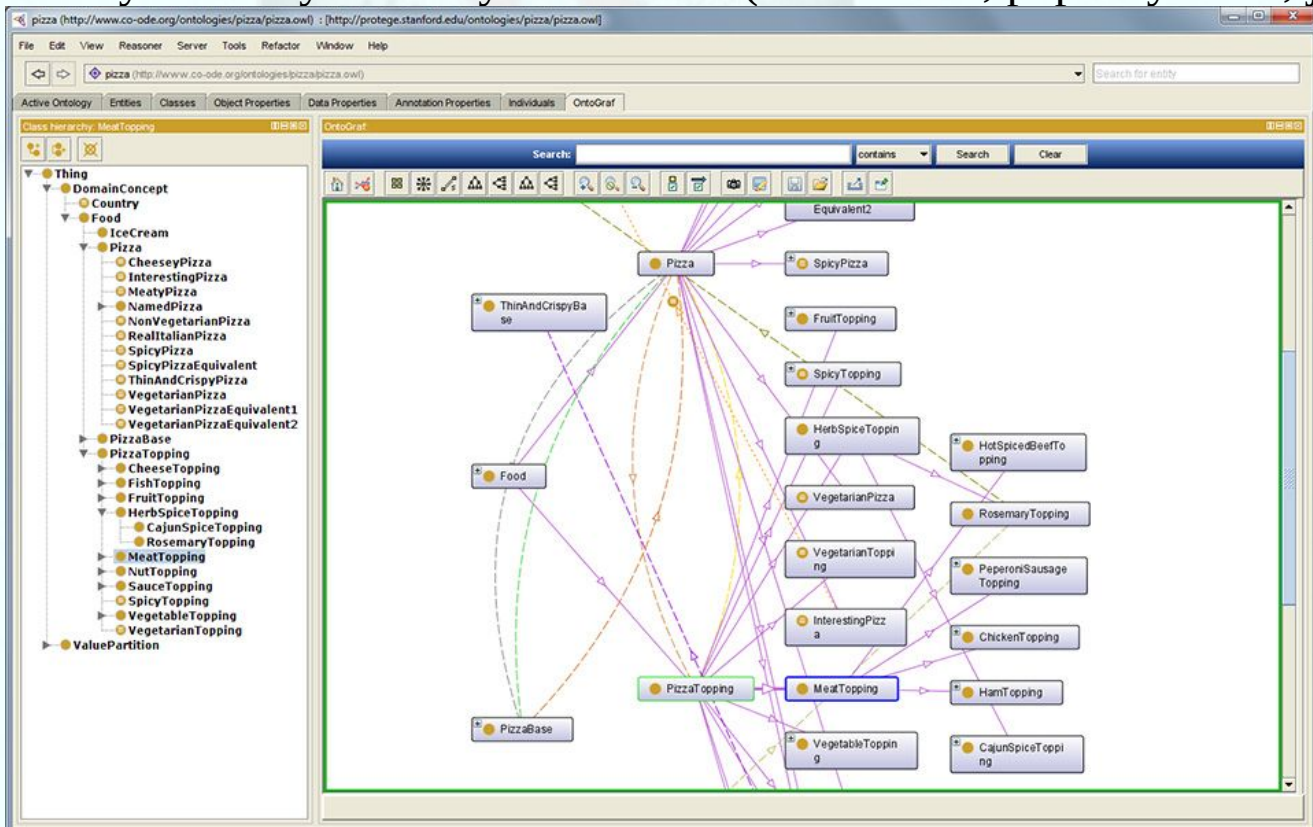 pizza (http://www.co-ode.org/ontologies/pizza/pizza.owl) : [http://protege.stanford.edu/ontologies/pizza/pizza.owl]
File Edit View Reasoner Server Tools Refactor Window Help
pizza (http://www.co-ode.org/ontologies/pizza/pizza.owl)
Search for entity
Active Ontology Entities Classes Object Properties Data Properties Annotation Properties Individuals OntoGraf
Class hierarchy: MeatTopping
OntoGraf
Search: contains Search Clear
Thing
DomainConcept
Country
Food
IceCream
Pizza
CheeseyPizza
InterestingPizza
MeatyPizza
NamedPizza
NonVegetarianPizza
RealItalianPizza
SpicyPizza
SpicyPizzaEquivalent
ThinAndCrispyPizza
VegetarianPizza
VegetarianPizzaEquivalent1
VegetarianPizzaEquivalent2
PizzaBase
PizzaTopping
CheeseTopping
FishTopping
FruitTopping
HerbSpiceTopping
CajunSpiceTopping
RosemaryTopping
MeatTopping
NutTopping
SauceTopping
SpicyTopping
VegetableTopping
VegetarianTopping
ValuePartition
Equivalent2
Pizza
SpicyPizza
ThinAndCrispyBa
se
FruitTopping
SpicyTopping
HerbSpiceToppin
g
HotSpicedBeefTo
pping
Food
VegetarianPizza
RosemaryTopping
VegetarianToppi
ng
PeperoniSausage
Topping
InterestingPizz
a
ChickenTopping
PizzaTopping
MeatTopping
HamTopping
PizzaBase
VegetableToppin
g
CajunSpiceToppi
ng